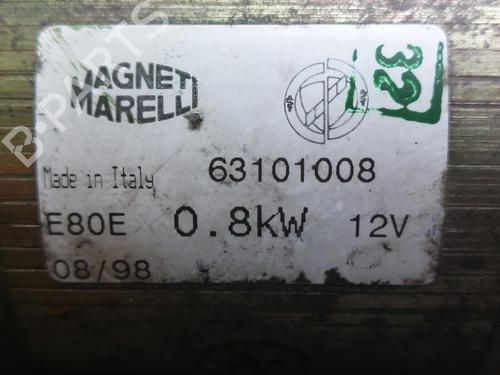 MAGNETI
MARELLI
Made in Italy
63101008
E80E 0.8kW 12V
08/98
B-PARTS